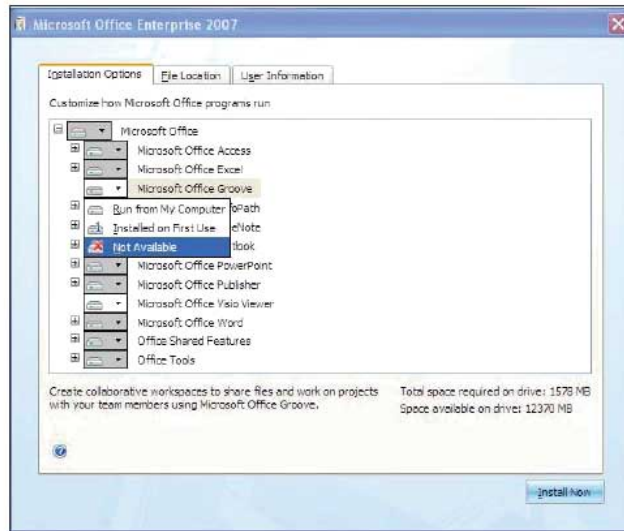 Microsoft Office Enterprise 2007
Installation Options File Location User Information
Customize how Microsoft Office programs run
Microsoft Office
Microsoft Office Access
Microsoft Office Excel
Microsoft Office Groove
Run from My Computer foPath
Installed on First Use eNote
Not Available tlook
Microsoft Office PowerPoint
Microsoft Office Publisher
Microsoft Office Visio Viewer
Microsoft Office Word
Office Shared Features
Office Tools
Create collaborative workspaces to share files and work on projects
with your team members using Microsoft Office Groove.
Total space required on drive: 1578 MB
Space available on drive: 12370 MB
Install Now